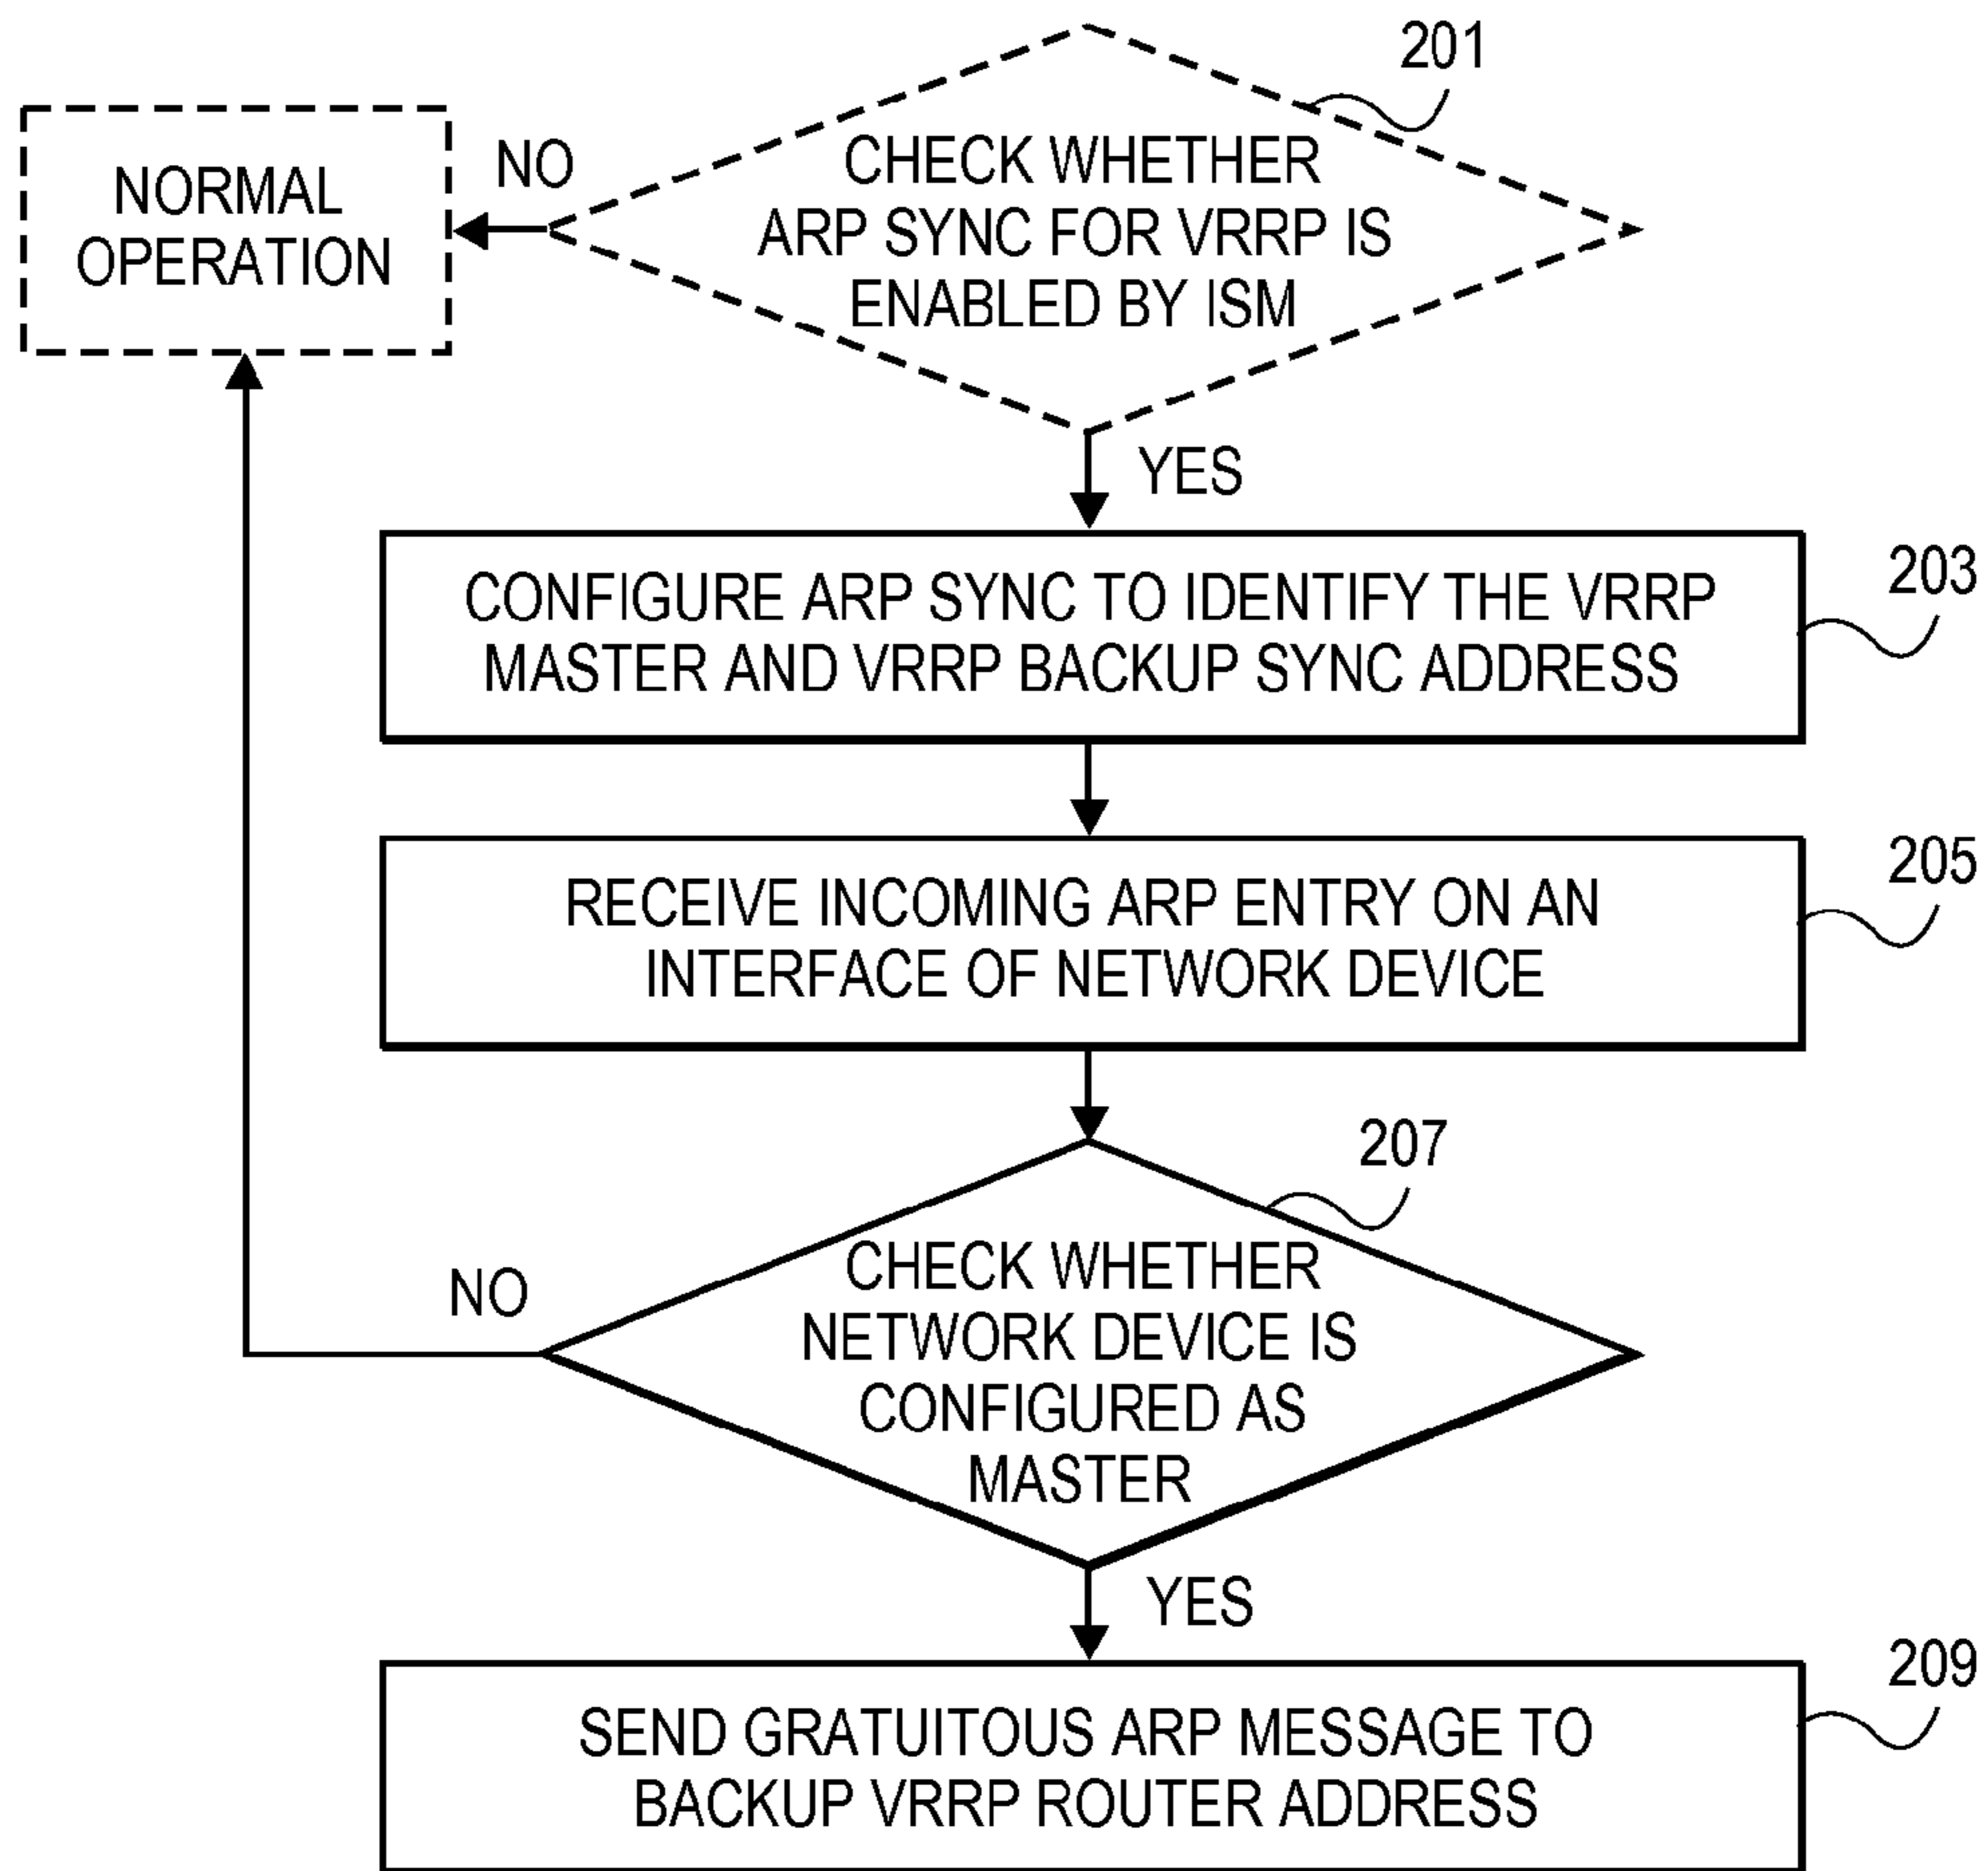 201
CHECK WHETHER
ARP SYNC FOR VRRP IS
ENABLED BY ISM
NO
NORMAL
OPERATION
YES
203
CONFIGURE ARP SYNC TO IDENTIFY THE VRRP
MASTER AND VRRP BACKUP SYNC ADDRESS
205
RECEIVE INCOMING ARP ENTRY ON AN
INTERFACE OF NETWORK DEVICE
207
CHECK WHETHER
NETWORK DEVICE IS
CONFIGURED AS
MASTER
NO
YES
209
SEND GRATUITOUS ARP MESSAGE TO
BACKUP VRRP ROUTER ADDRESS